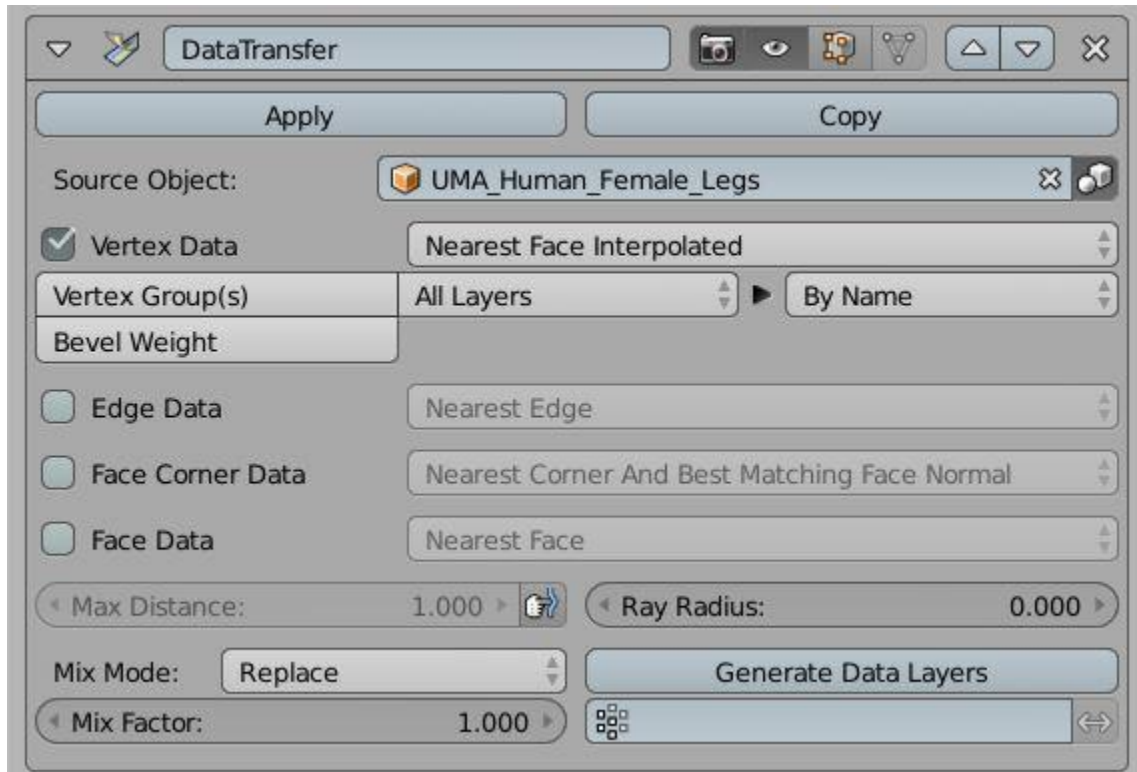 DataTransfer
Apply Copy
Source Object: UMA_Human_Female_Legs
Vertex Data Nearest Face Interpolated
Vertex Group(s) All Layers By Name
Bevel Weight
Edge Data Nearest Edge
Face Corner Data Nearest Corner And Best Matching Face Normal
Face Data Nearest Face
Max Distance: 1.000 Ray Radius: 0.000
Mix Mode: Replace Generate Data Layers
Mix Factor: 1.000